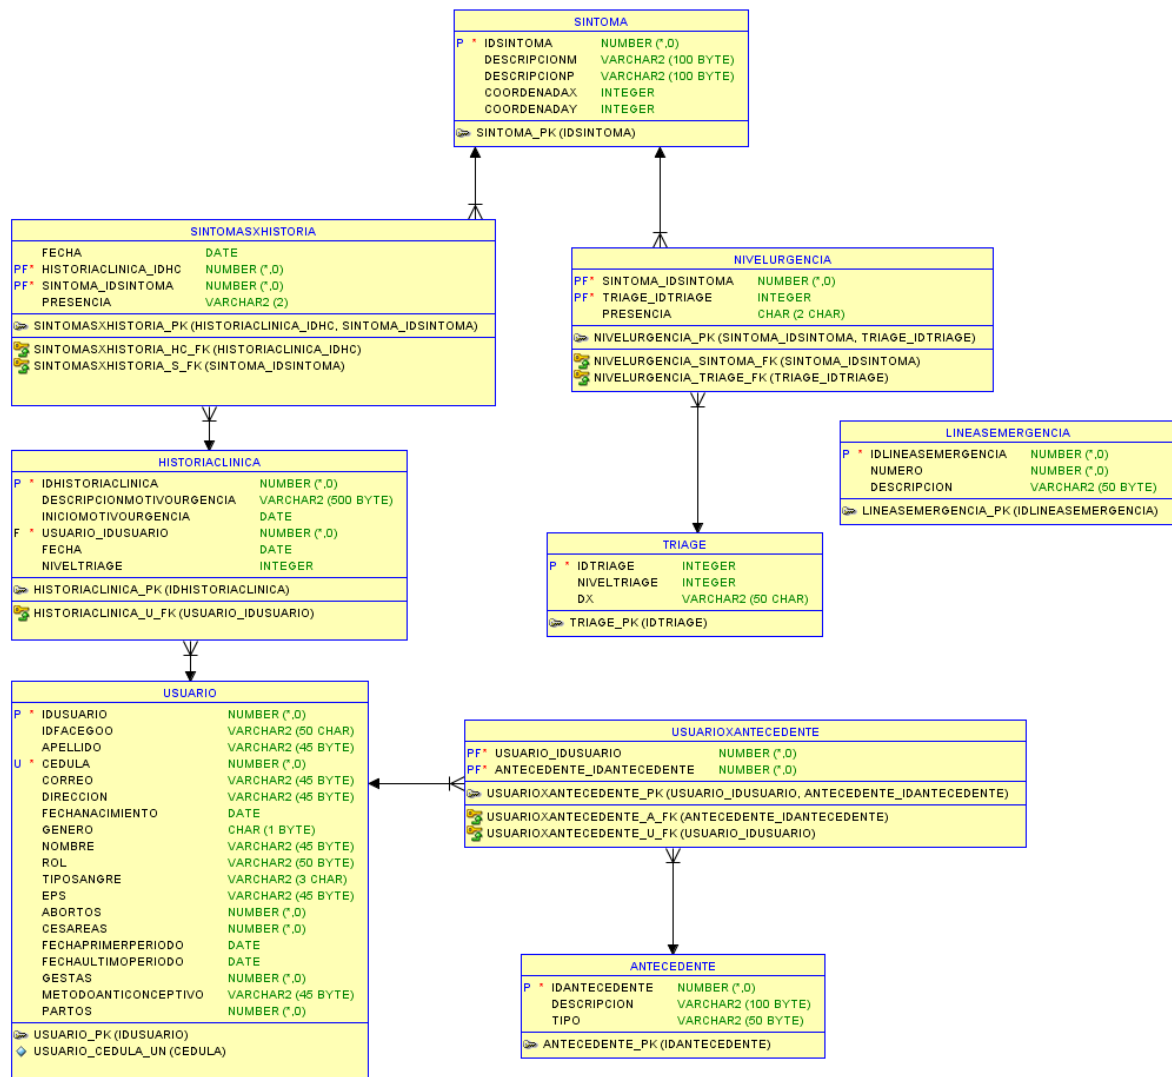 SINTOMA
P * IDSINTOMA NUMBER (*,0)
DESCRIPCIONM VARCHAR2 (100 BYTE)
DESCRIPCIONP VARCHAR2 (100 BYTE)
COORDENADAX INTEGER
COORDENADAY INTEGER
SINTOMA_PK (IDSINTOMA)
SINTOMASXHISTORIA
FECHA DATE
PF* HISTORIACLINICA_IDHC NUMBER (*,0)
PF* SINTOMA_IDSINTOMA NUMBER (*,0)
PRESENCIA VARCHAR2 (2)
SINTOMASXHISTORIA_PK (HISTORIACLINICA_IDHC, SINTOMA_IDSINTOMA)
SINTOMASXHISTORIA_HC_FK (HISTORIACLINICA_IDHC)
SINTOMASXHISTORIA_S_FK (SINTOMA_IDSINTOMA)
NIVELURGENCIA
PF* SINTOMA_IDSINTOMA NUMBER (*,0)
PF* TRIAGE_IDTRIAGE INTEGER
PRESENCIA CHAR (2 CHAR)
NIVELURGENCIA_PK (SINTOMA_IDSINTOMA, TRIAGE_IDTRIAGE)
NIVELURGENCIA_SINTOMA_FK (SINTOMA_IDSINTOMA)
NIVELURGENCIA_TRIAGE_FK (TRIAGE_IDTRIAGE)
LINEASEMERGENCIA
P * IDLINEASEMERGENCIA NUMBER (*,0)
NUMERO NUMBER (*,0)
DESCRIPCION VARCHAR2 (50 BYTE)
LINEASEMERGENCIA_PK (IDLINEASEMERGENCIA)
HISTORIACLINICA
P * IDHISTORIACLINICA NUMBER (*,0)
DESCRIPCIONMOTIVOURGENCIA VARCHAR2 (500 BYTE)
INICIOMOTIVOURGENCIA DATE
F * USUARIO_IDUSUARIO NUMBER (*,0)
FECHA DATE
NIVELTRIAGE INTEGER
HISTORIACLINICA_PK (IDHISTORIACLINICA)
HISTORIACLINICA_U_FK (USUARIO_IDUSUARIO)
TRIAGE
P * IDTRIAGE INTEGER
NIVELTRIAGE INTEGER
DX VARCHAR2 (50 CHAR)
TRIAGE_PK (IDTRIAGE)
USUARIO
P * IDUSUARIO NUMBER (*,0)
IDFACEGOO VARCHAR2 (50 CHAR)
APELLIDO VARCHAR2 (45 BYTE)
U * CEDULA NUMBER (*,0)
CORREO VARCHAR2 (45 BYTE)
DIRECCION VARCHAR2 (45 BYTE)
FECHANACIMIENTO DATE
GENERO CHAR (1 BYTE)
NOMBRE VARCHAR2 (45 BYTE)
ROL VARCHAR2 (50 BYTE)
TIPOSANGRE VARCHAR2 (3 CHAR)
EPS VARCHAR2 (45 BYTE)
ABORTOS NUMBER (*,0)
CESAREAS NUMBER (*,0)
FECHAPRIMERPERIODO DATE
FECHAULTIMOPERIODO DATE
GESTAS NUMBER (*,0)
METODOANTICONCEPTIVO VARCHAR2 (45 BYTE)
PARTOS NUMBER (*,0)
USUARIO_PK (IDUSUARIO)
USUARIO_CEDULA_UN (CEDULA)
USUARIOXANTECEDENTE
PF* USUARIO_IDUSUARIO NUMBER (*,0)
PF* ANTECEDENTE_IDANTECEDENTE NUMBER (*,0)
USUARIOXANTECEDENTE_PK (USUARIO_IDUSUARIO, ANTECEDENTE_IDANTECEDENTE)
USUARIOXANTECEDENTE_A_FK (ANTECEDENTE_IDANTECEDENTE)
USUARIOXANTECEDENTE_U_FK (USUARIO_IDUSUARIO)
ANTECEDENTE
P * IDANTECEDENTE NUMBER (*,0)
DESCRIPCION VARCHAR2 (100 BYTE)
TIPO VARCHAR2 (50 BYTE)
ANTECEDENTE_PK (IDANTECEDENTE)